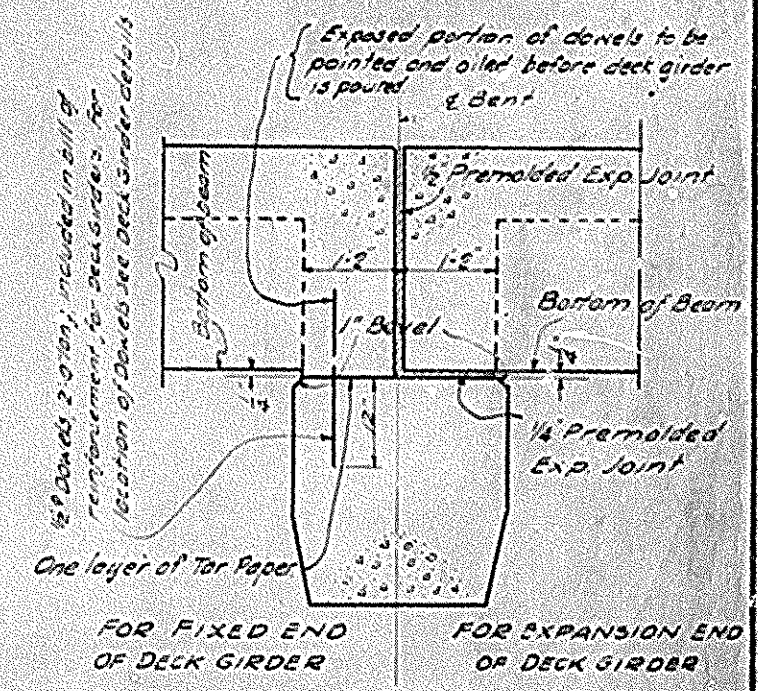 Exposed portion of dowels to be
painted and oiled before deck girder
is poured
℄ Bent
½" Premolded Exp. Joint
1'-2"
1'-2"
Bottom of beam
Bottom of Beam
1" Bevel
¼"
¼"
12"
¼" Premolded
Exp. Joint
½"ᶲ Dowels, 2'-0" long, included in bill of
reinforcement for deck girders. For
location of Dowels see Deck Girder details
One layer of Tar Paper
FOR FIXED END
OF DECK GIRDER
FOR EXPANSION END
OF DECK GIRDER